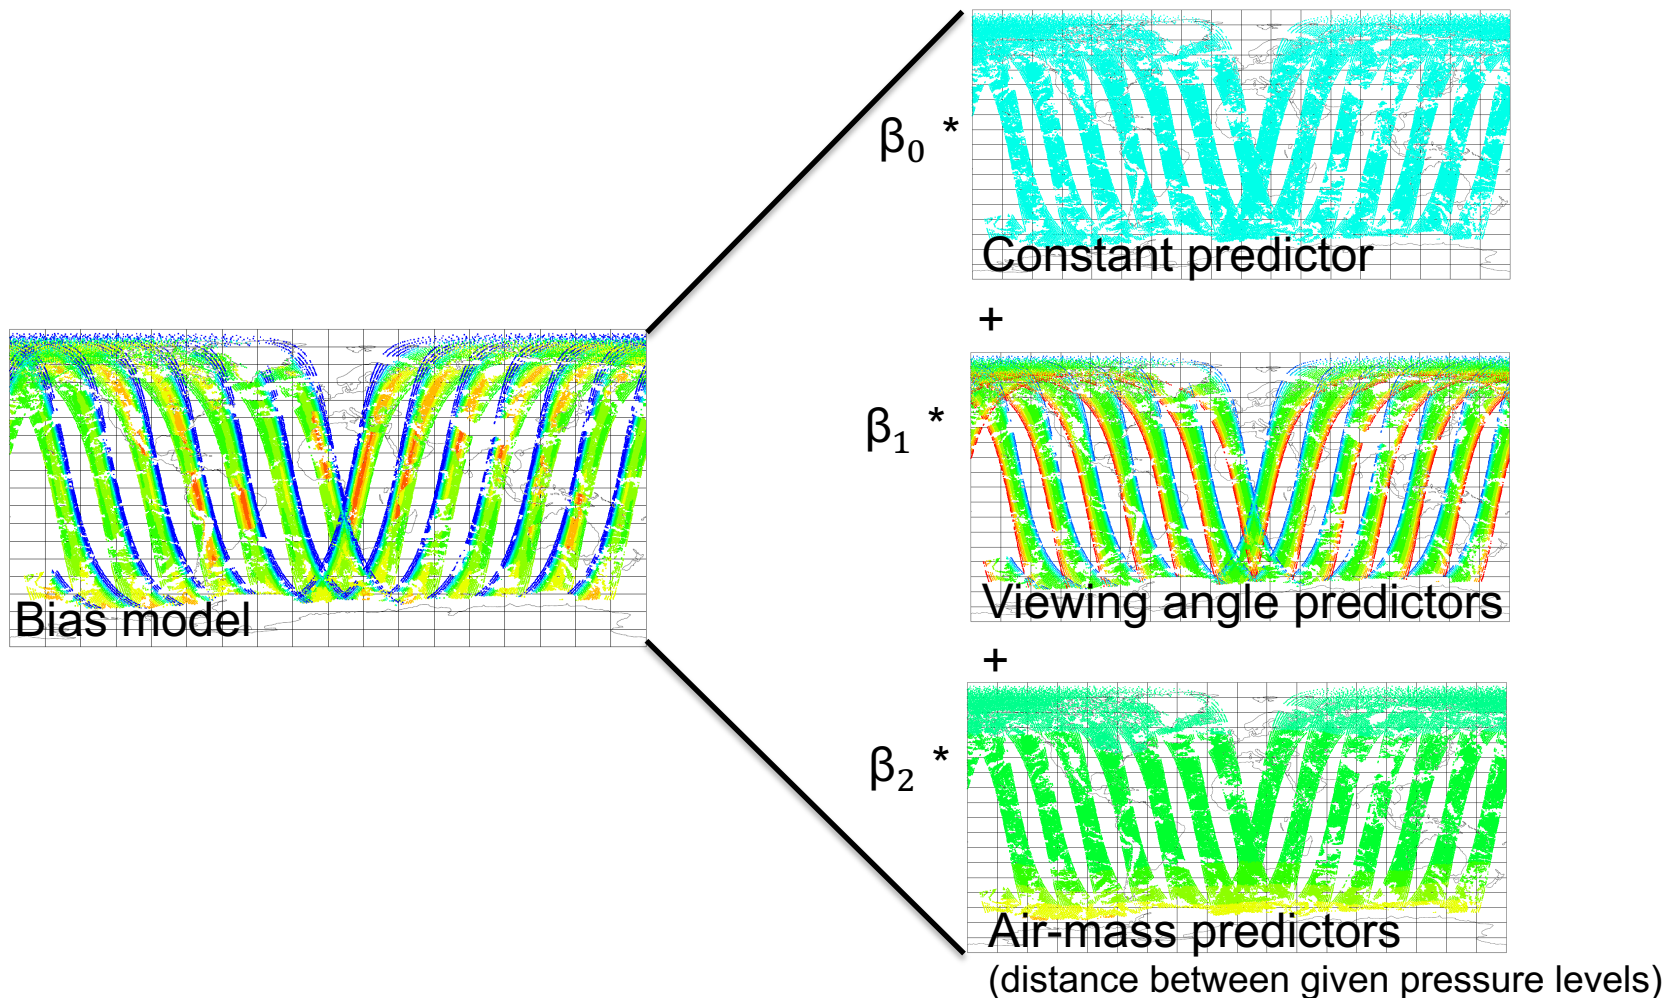 β₀ *
Constant predictor
+
β₁ *
Viewing angle predictors
+
β₂ *
Air-mass predictors
(distance between given pressure levels)
Bias model